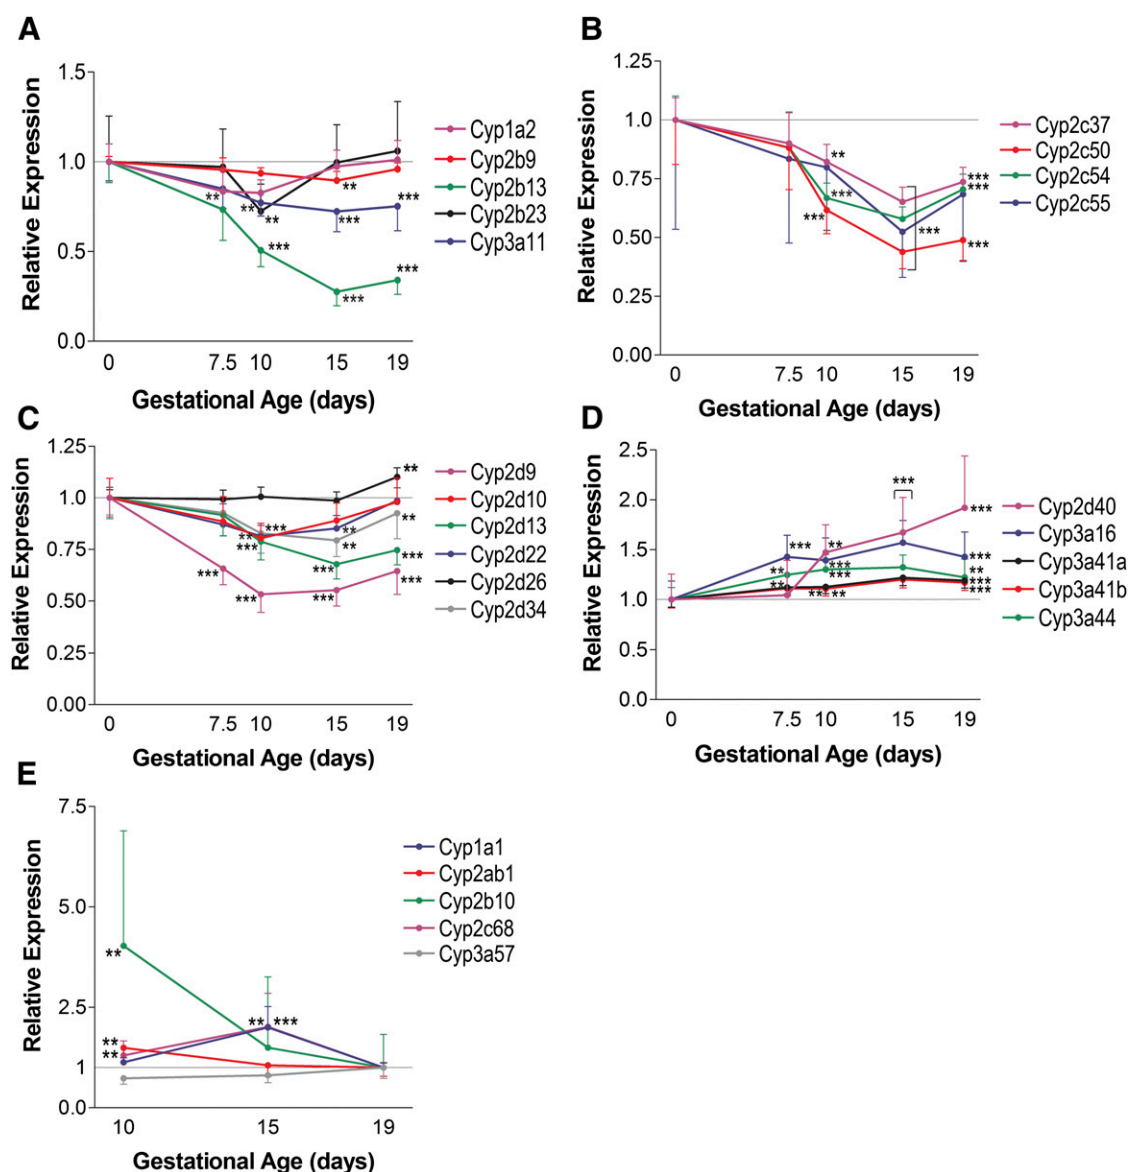 A
1.5
1.0
0.5
0.0
Relative Expression
** ** ** *** ** *** *** *** ***
0 7.5 10 15 19
Gestational Age (days)
Cyp1a2
Cyp2b9
Cyp2b13
Cyp2b23
Cyp3a11
B
1.25
1.0
0.75
0.50
0.25
0.00
Relative Expression
** *** *** *** *** *** ***
0 7.5 10 15 19
Gestational Age (days)
Cyp2c37
Cyp2c50
Cyp2c54
Cyp2c55
C
1.25
1.0
0.75
0.50
0.25
0.00
Relative Expression
*** *** ** *** *** ** ** *** *** ** ** *** ***
0 7.5 10 15 19
Gestational Age (days)
Cyp2d9
Cyp2d10
Cyp2d13
Cyp2d22
Cyp2d26
Cyp2d34
D
2.5
2.0
1.5
1.0
0.5
0.0
Relative Expression
*** ** ** ** *** *** ** ** *** *** *** ** *** ***
0 7.5 10 15 19
Gestational Age (days)
Cyp2d40
Cyp3a16
Cyp3a41a
Cyp3a41b
Cyp3a44
E
7.5
5.0
2.5
1
0.0
Relative Expression
** ** ** ** ***
10 15 19
Gestational Age (days)
Cyp1a1
Cyp2ab1
Cyp2b10
Cyp2c68
Cyp3a57